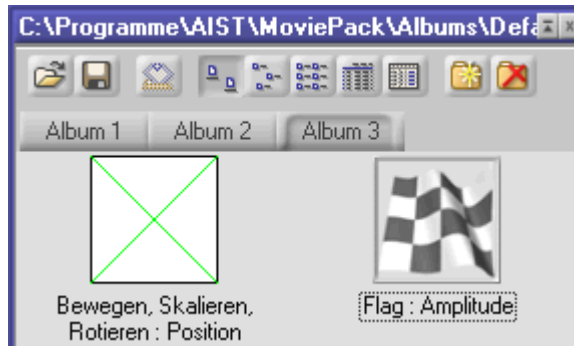 C:\Programme\AIST\MoviePack\Albums\Defa
Album 1
Album 2
Album 3
Bewegen, Skalieren,
Rotieren : Position
Flag : Amplitude